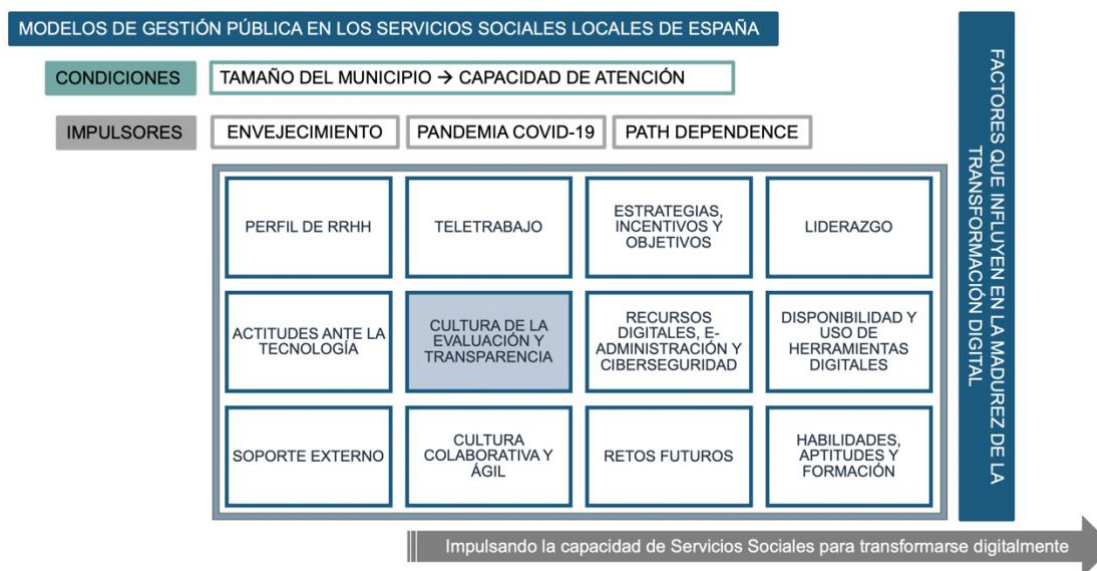 MODELOS DE GESTIÓN PÚBLICA EN LOS SERVICIOS SOCIALES LOCALES DE ESPAÑA
CONDICIONES
TAMAÑO DEL MUNICIPIO → CAPACIDAD DE ATENCIÓN
IMPULSORES
ENVEJECIMIENTO
PANDEMIA COVID-19
PATH DEPENDENCE
PERFIL DE RRHH
TELETRABAJO
ESTRATEGIAS,
INCENTIVOS Y
OBJETIVOS
LIDERAZGO
ACTITUDES ANTE LA
TECNOLOGÍA
CULTURA DE LA
EVALUACIÓN Y
TRANSPARENCIA
RECURSOS
DIGITALES, E-
ADMINISTRACIÓN Y
CIBERSEGURIDAD
DISPONIBILIDAD Y
USO DE
HERRAMIENTAS
DIGITALES
SOPORTE EXTERNO
CULTURA
COLABORATIVA Y
ÁGIL
RETOS FUTUROS
HABILIDADES,
APTITUDES Y
FORMACIÓN
FACTORES QUE INFLUYEN EN LA MADUREZ DE LA
TRANSFORMACIÓN DIGITAL
Impulsando la capacidad de Servicios Sociales para transformarse digitalmente